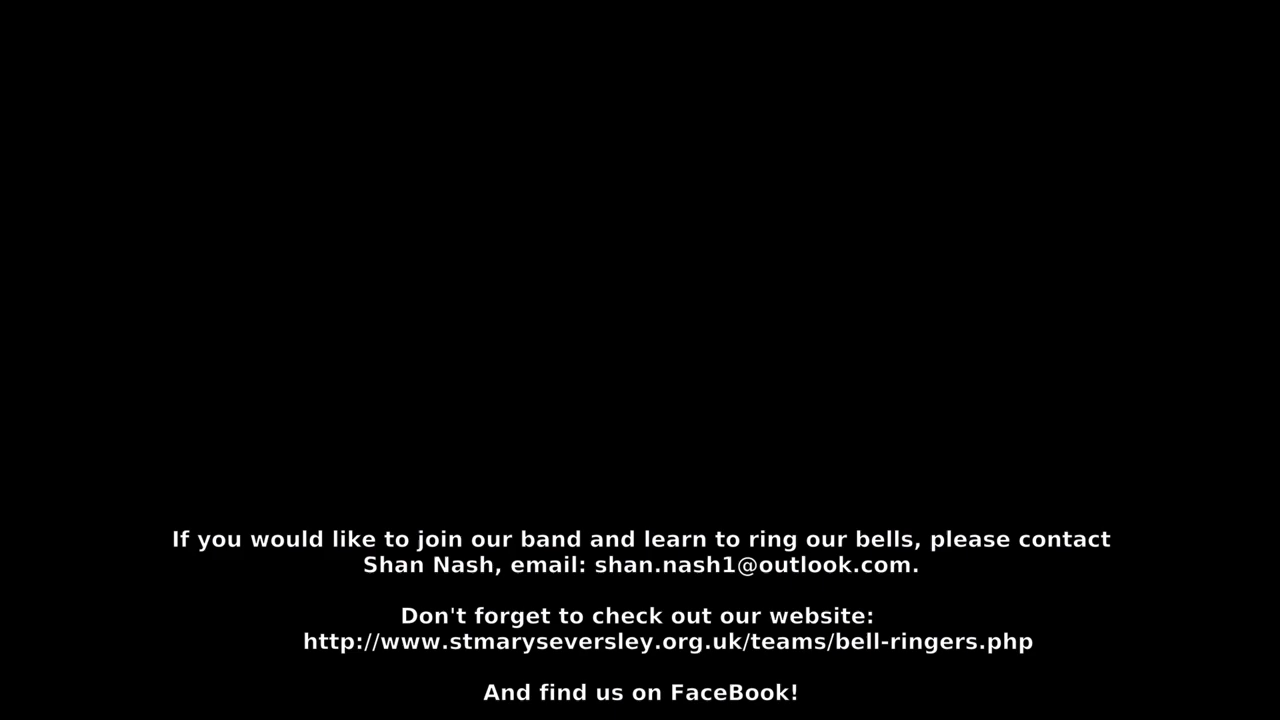 If you would like to join our band and learn to ring our bells, please contact
Shan Nash, email: shan.nash1@outlook.com.
Don't forget to check out our website:
http://www.stmaryseversley.org.uk/teams/bell-ringers.php
And find us on FaceBook!